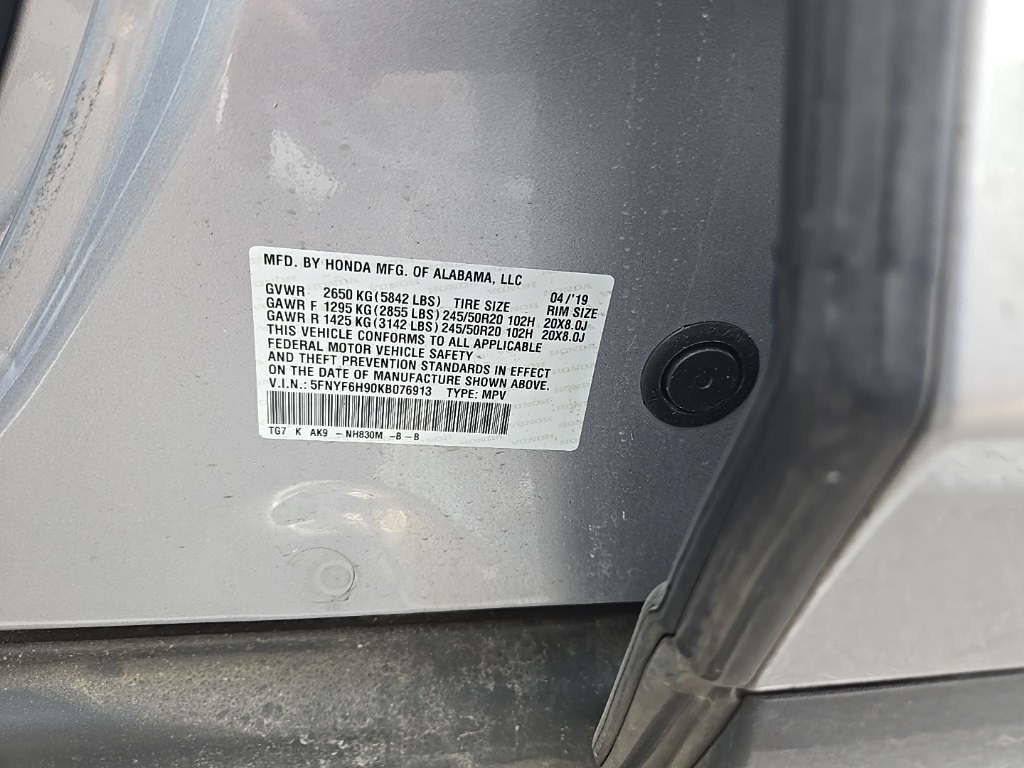 MFD. BY HONDA MFG. OF ALABAMA, LLC
GVWR 2650 KG (5842 LBS) TIRE SIZE 04/'19 RIM SIZE
GAWR F 1295 KG (2855 LBS) 245/50R20 102H 20X8.0J
GAWR R 1425 KG (3142 LBS) 245/50R20 102H 20X8.0J
THIS VEHICLE CONFORMS TO ALL APPLICABLE
FEDERAL MOTOR VEHICLE SAFETY
AND THEFT PREVENTION STANDARDS IN EFFECT
ON THE DATE OF MANUFACTURE SHOWN ABOVE.
V.I.N.: 5FNYF6H90KB076913 TYPE: MPV
TG7 K AK9 - NH830M -B -B